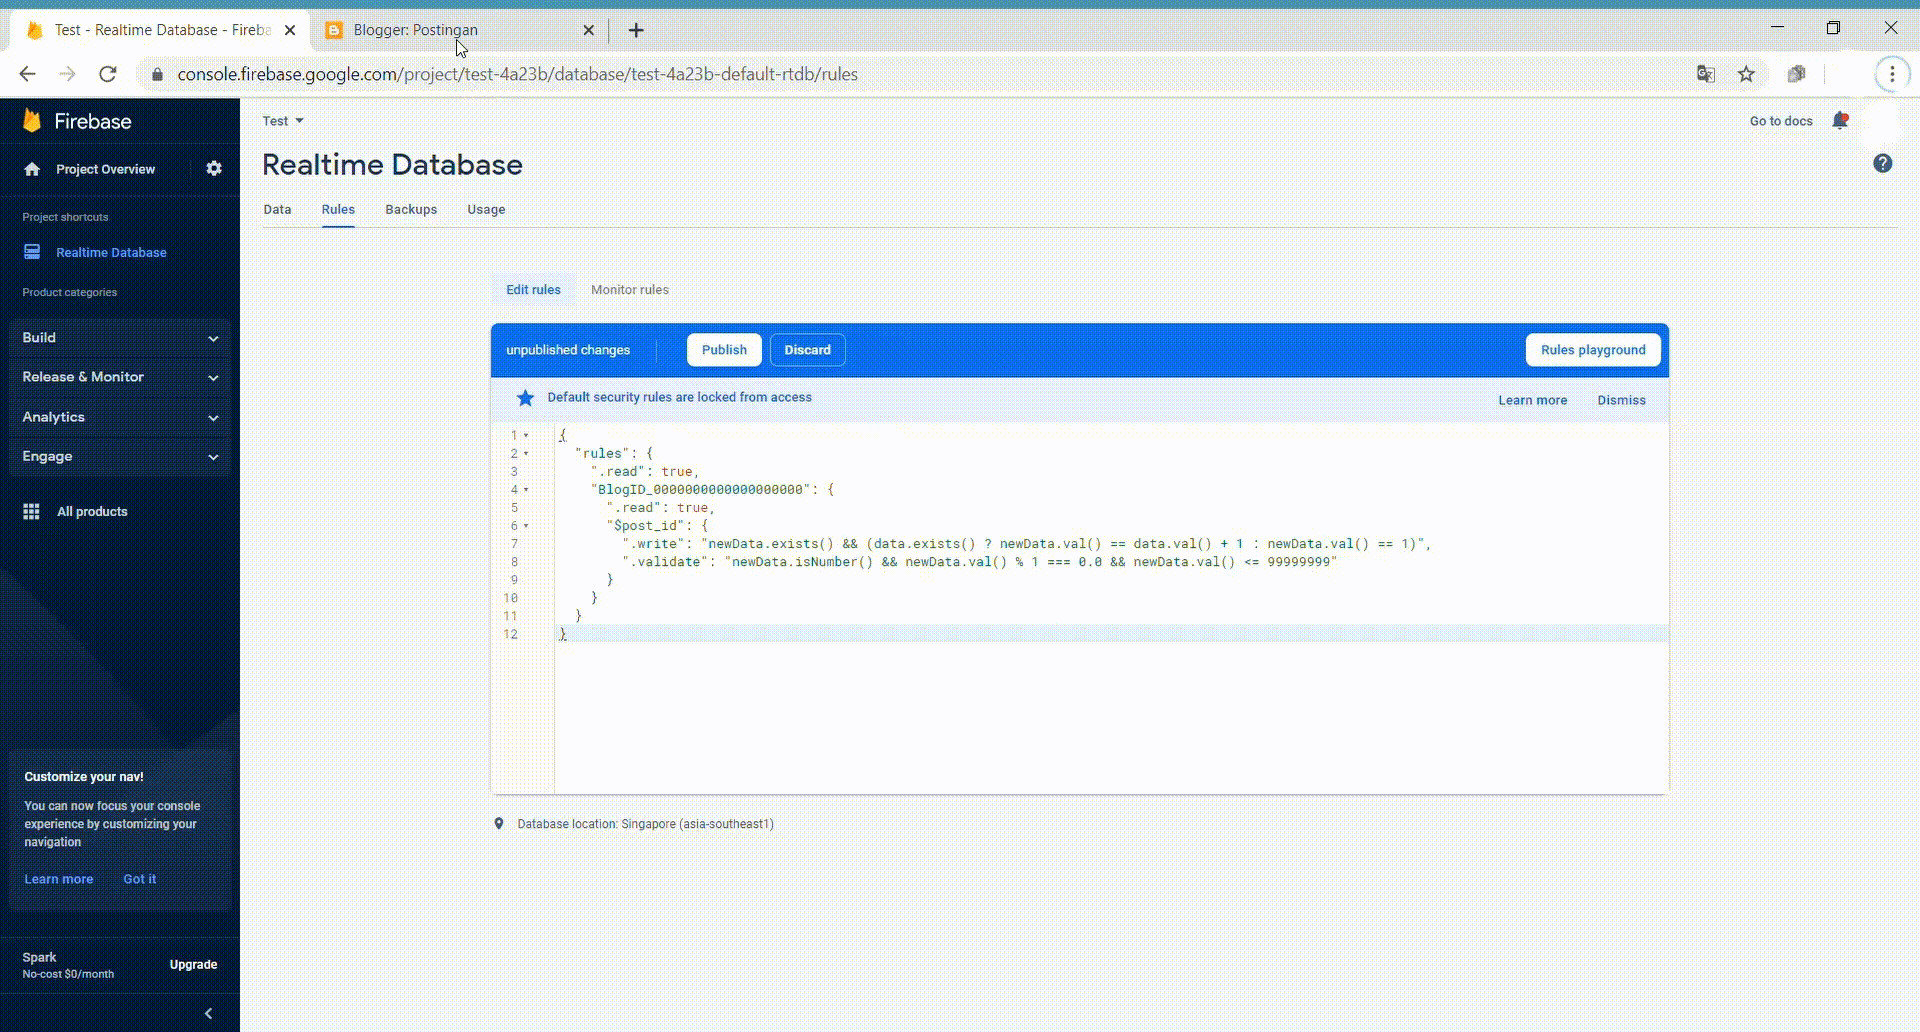 Test - Realtime Database - Fireba
Blogger: Postingan
console.firebase.google.com/project/test-4a23b/database/test-4a23b-default-rtdb/rules
Firebase
Test
Go to docs
Project Overview
Realtime Database
Data
Rules
Backups
Usage
Project shortcuts
Realtime Database
Product categories
Build
Release & Monitor
Analytics
Engage
All products
Edit rules
Monitor rules
unpublished changes
Publish
Discard
Rules playground
Default security rules are locked from access
Learn more
Dismiss
1 {
2 "rules": {
3 ".read": true,
4 "BlogID_0000000000000000000": {
5 ".read": true,
6 "$post_id": {
7 ".write": "newData.exists() && (data.exists() ? newData.val() == data.val() + 1 : newData.val() == 1)",
8 ".validate": "newData.isNumber() && newData.val() % 1 === 0.0 && newData.val() <= 99999999"
9 }
10 }
11 }
12 }
Database location: Singapore (asia-southeast1)
Customize your nav!
You can now focus your console
experience by customizing your
navigation
Learn more
Got it
Spark
No-cost $0/month
Upgrade